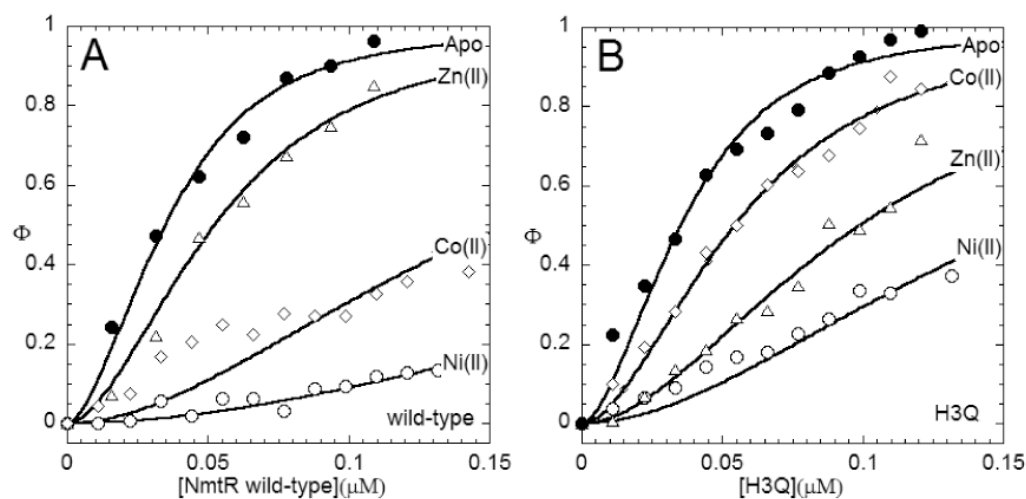 A
1
0.8
0.6
Φ
0.4
0.2
0
Apo
Zn(II)
Co(II)
Ni(II)
wild-type
0 0.05 0.1 0.15
[NmtR wild-type](μM)
B
1
0.8
0.6
Φ
0.4
0.2
0
Apo
Co(II)
Zn(II)
Ni(II)
H3Q
0 0.05 0.1 0.15
[H3Q](μM)